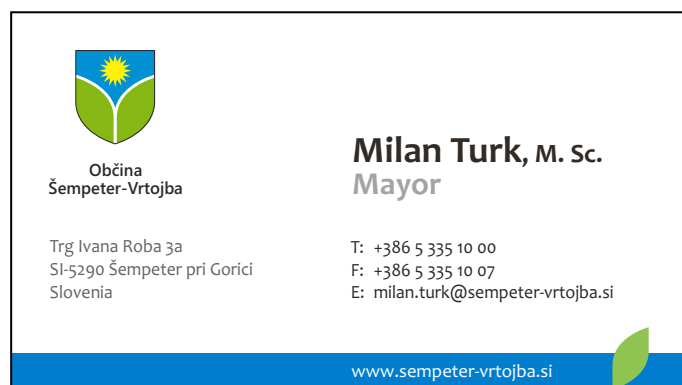 Občina
Šempeter-Vrtojba
Milan Turk, M. Sc.
Mayor
Trg Ivana Roba 3a
SI-5290 Šempeter pri Gorici
Slovenia
T: +386 5 335 10 00
F: +386 5 335 10 07
E: milan.turk@sempeter-vrtojba.si
www.sempeter-vrtojba.si